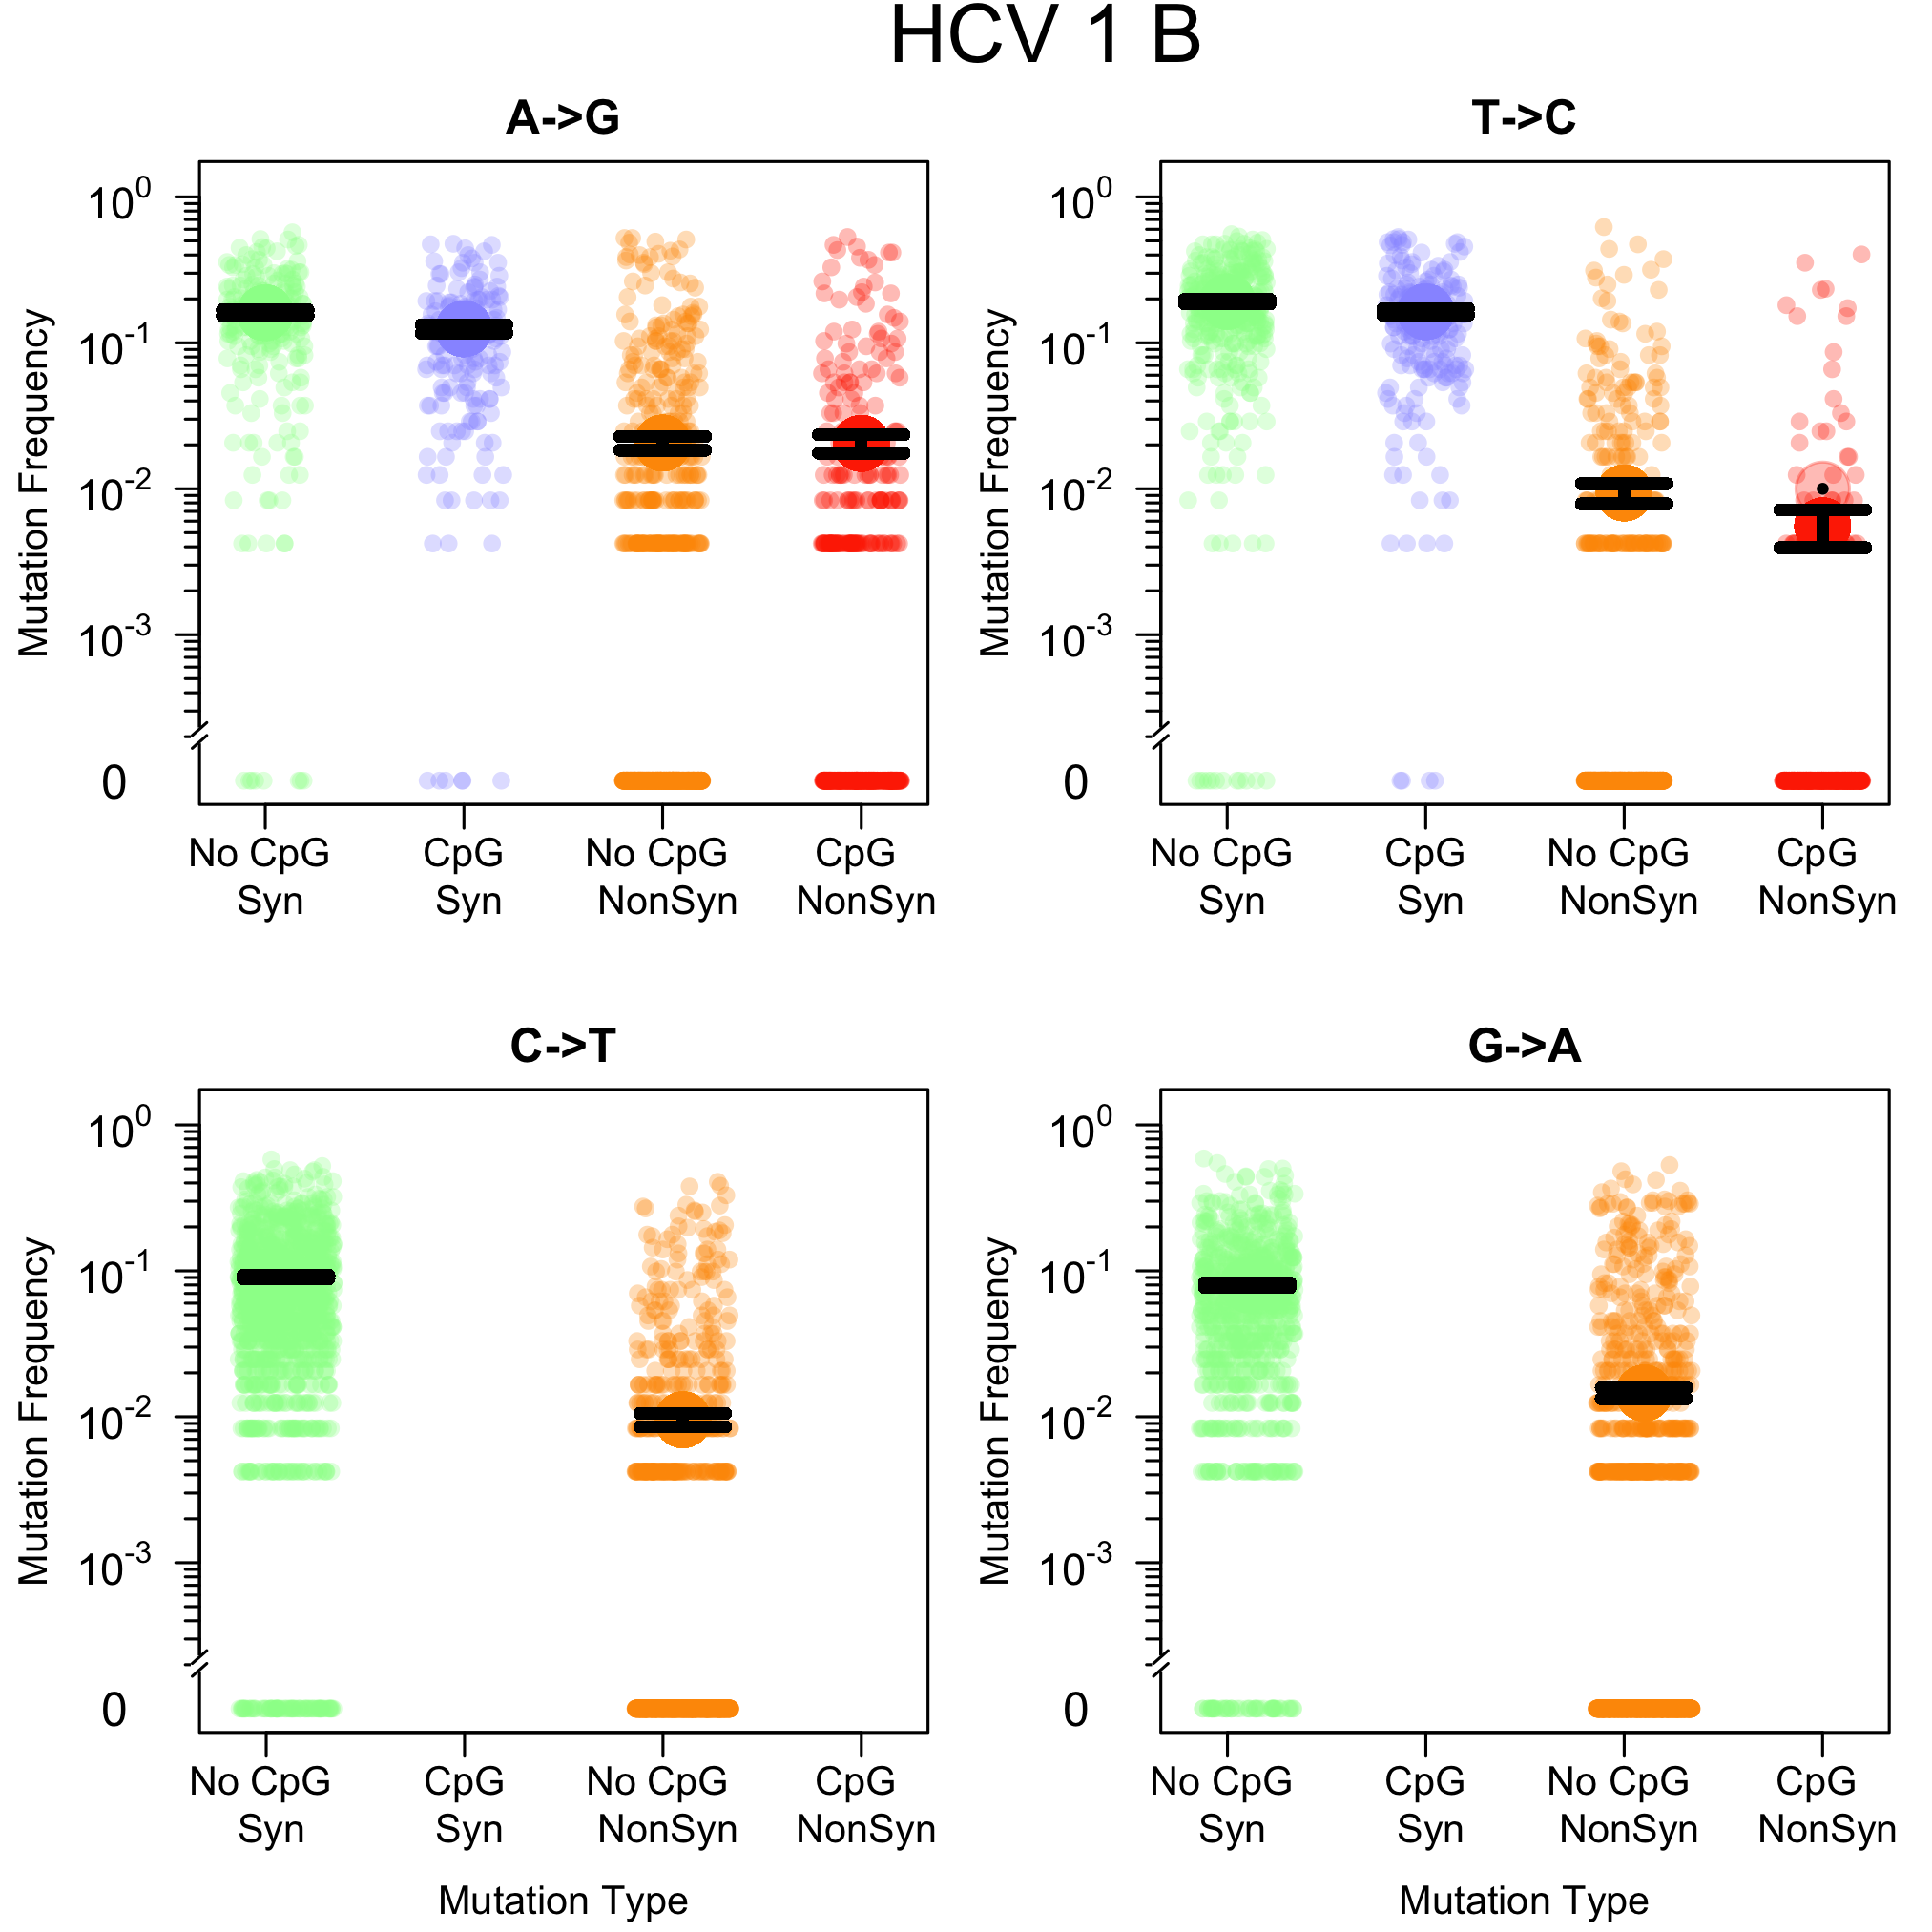 HCV 1 B
A->G
T->C
Mutation Frequency
10^0
10^-1
10^-2
10^-3
0
No CpG Syn
CpG Syn
No CpG NonSyn
CpG NonSyn
Mutation Frequency
10^0
10^-1
10^-2
10^-3
0
No CpG Syn
CpG Syn
No CpG NonSyn
CpG NonSyn
C->T
G->A
Mutation Frequency
10^0
10^-1
10^-2
10^-3
0
No CpG Syn
CpG Syn
No CpG NonSyn
CpG NonSyn
Mutation Type
Mutation Frequency
10^0
10^-1
10^-2
10^-3
0
No CpG Syn
CpG Syn
No CpG NonSyn
CpG NonSyn
Mutation Type